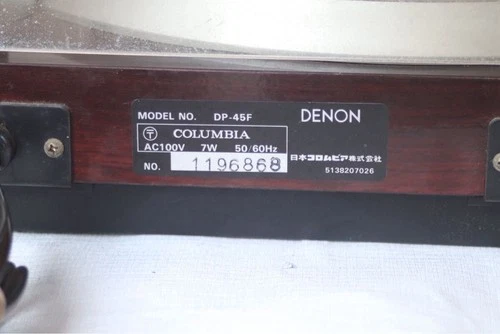 MODEL NO. DP-45F DENON
〒 COLUMBIA
AC100V 7W 50/60Hz
NO. 1196868 日本コロムビア株式会社
5138207026